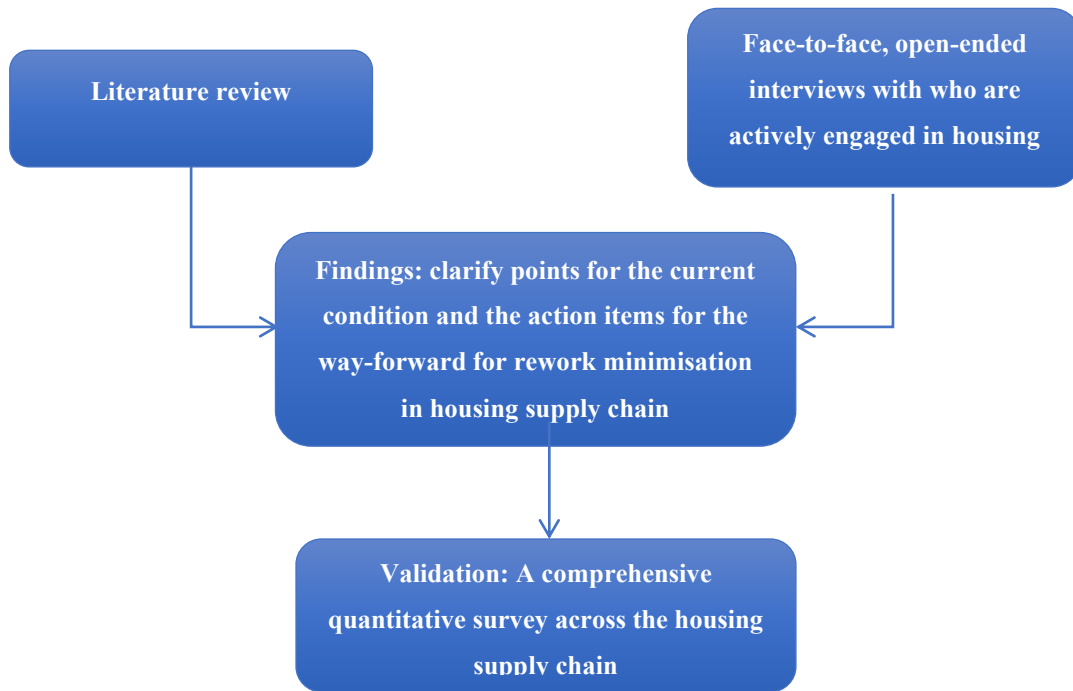 Literature review
Face-to-face, open-ended
interviews with who are
actively engaged in housing
Findings: clarify points for the current
condition and the action items for the
way-forward for rework minimisation
in housing supply chain
Validation: A comprehensive
quantitative survey across the housing
supply chain